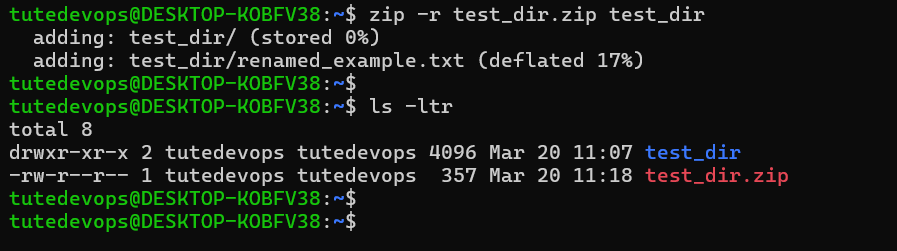 tutedevops@DESKTOP-KOBFV38:~$ zip -r test_dir.zip test_dir
  adding: test_dir/ (stored 0%)
  adding: test_dir/renamed_example.txt (deflated 17%)
tutedevops@DESKTOP-KOBFV38:~$
tutedevops@DESKTOP-KOBFV38:~$ ls -ltr
total 8
drwxr-xr-x 2 tutedevops tutedevops 4096 Mar 20 11:07 test_dir
-rw-r--r-- 1 tutedevops tutedevops  357 Mar 20 11:18 test_dir.zip
tutedevops@DESKTOP-KOBFV38:~$
tutedevops@DESKTOP-KOBFV38:~$